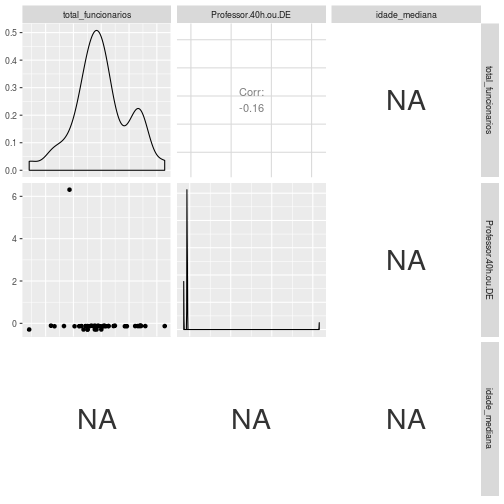 total_funcionarios
Professor.40h.ou.DE
idade_mediana
0.5
0.4
0.3
0.2
0.1
0.0
Corr:
-0.16
NA
total_funcionarios
6
4
2
0
NA
Professor.40h.ou.DE
NA
NA
NA
idade_mediana